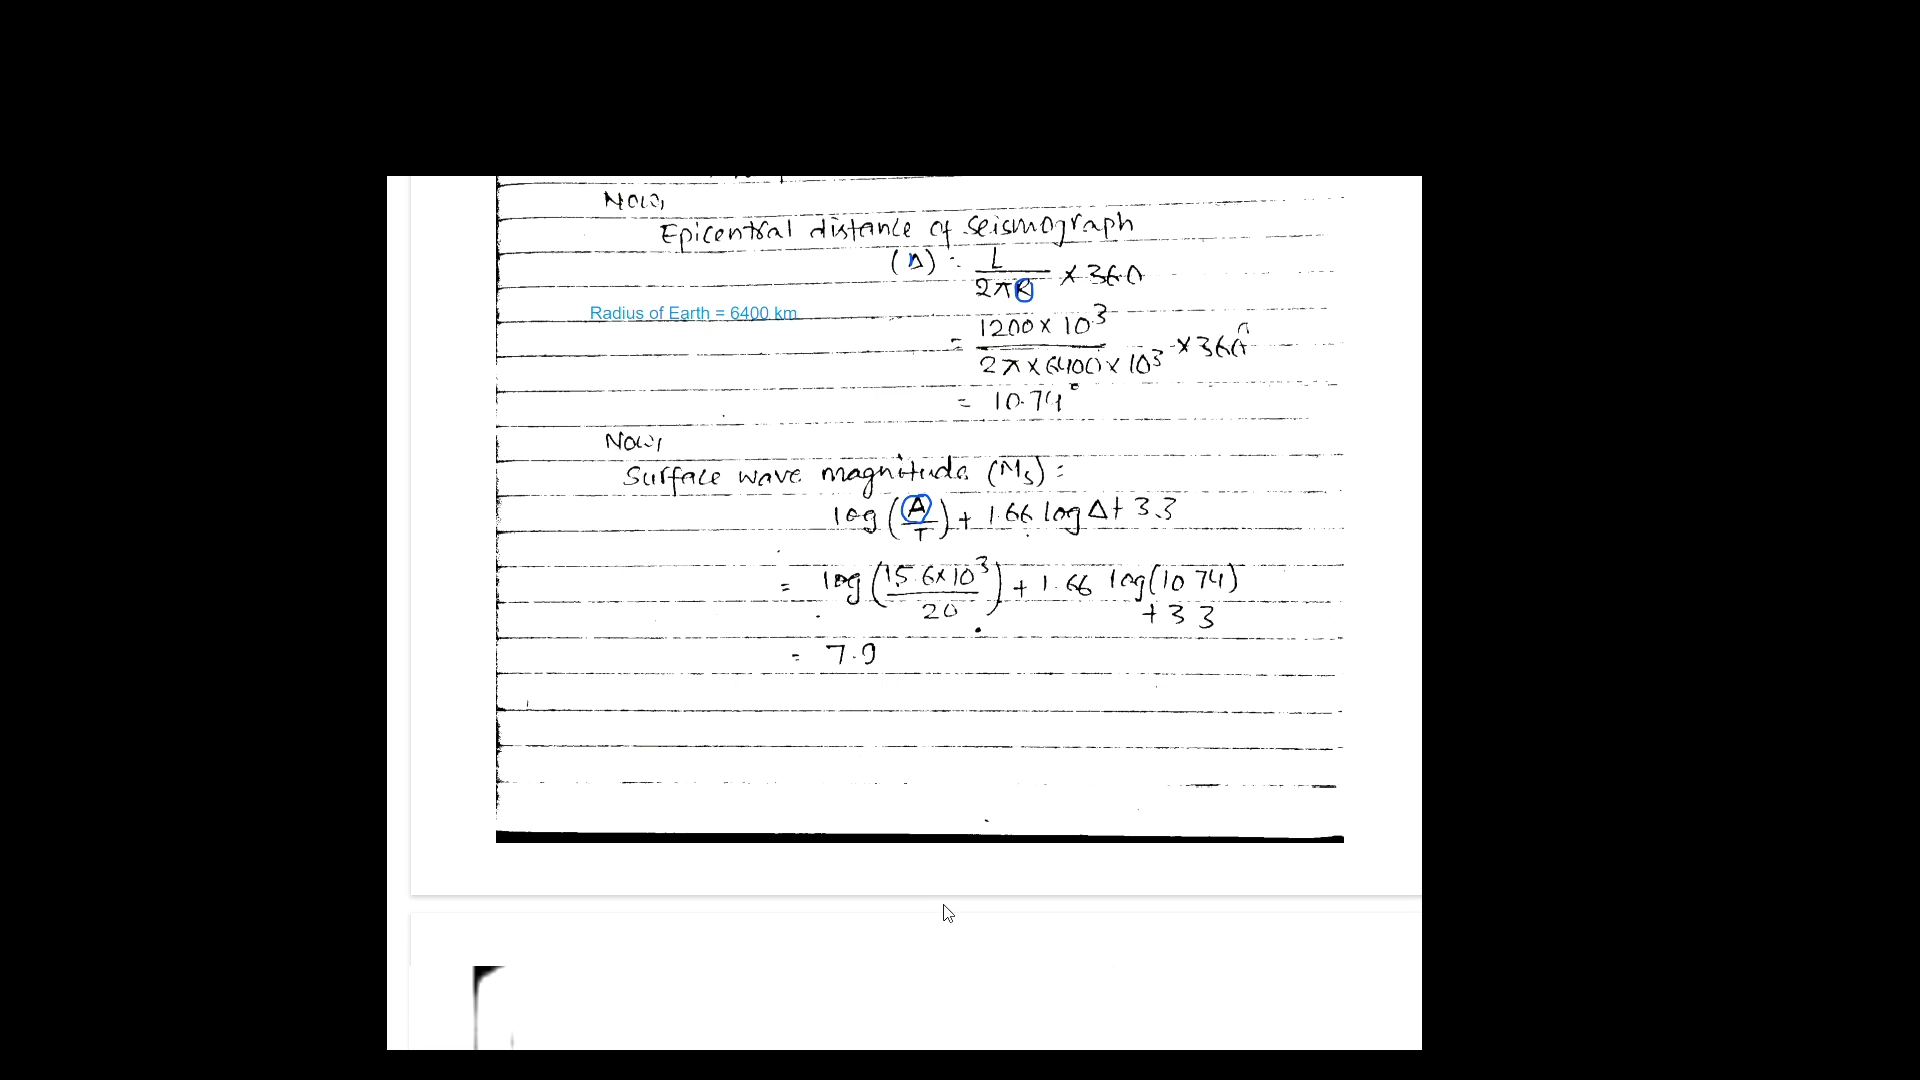 Now,
Epicentral distance of seismograph
(Δ) = L / 2πR × 360
Radius of Earth = 6400 km
= 1200 × 10³ / 2π × 6400 × 10³ × 360°
= 10.74°
Now,
Surface wave magnitude (Ms) =
log (A/T) + 1.66 log Δ + 3.3
= log (15.6×10³ / 20) + 1.66 log(10.74)
+ 3.3
= 7.9